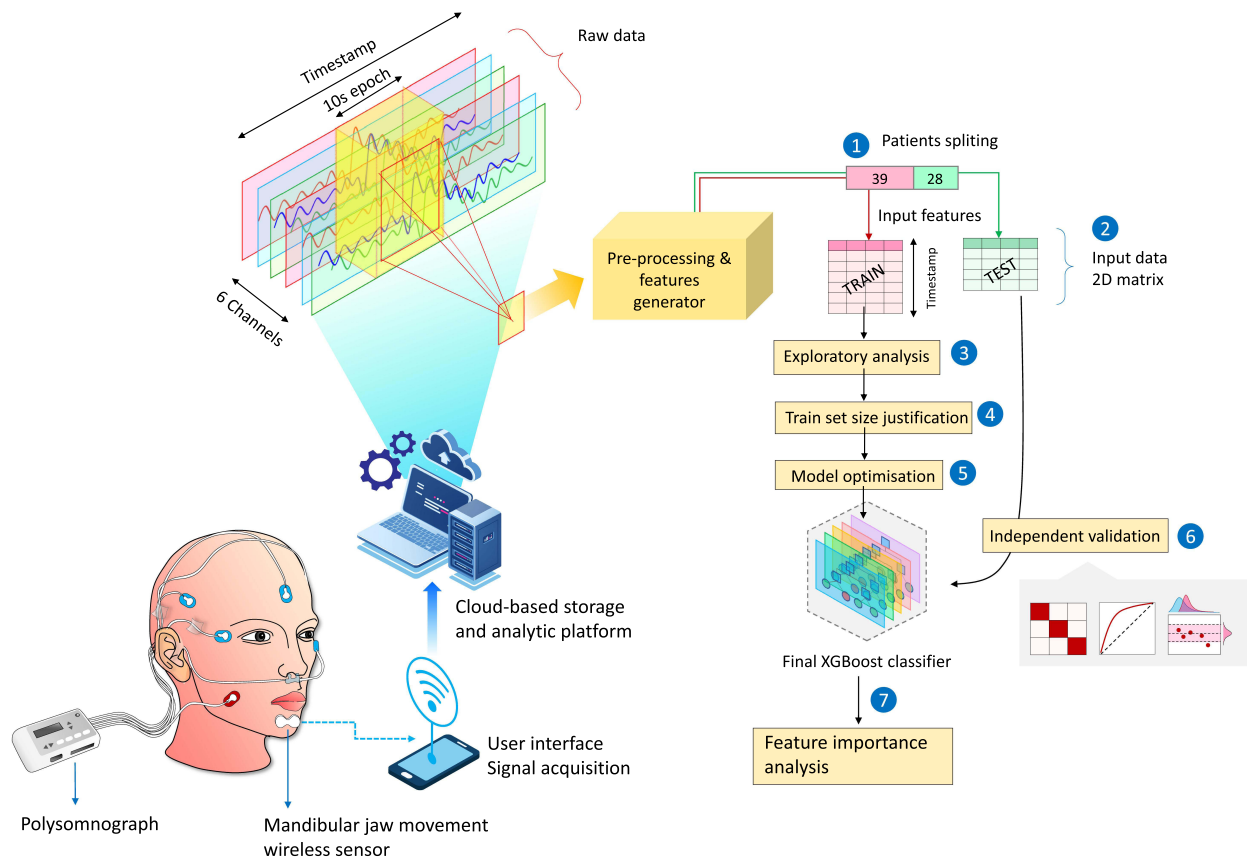 Timestamp
10s epoch
Raw data
6 Channels
Pre-processing &
features
generator
1
Patients spliting
39
28
Input features
TRAIN
Timestamp
TEST
2
Input data
2D matrix
Exploratory analysis
3
Train set size justification
4
Model optimisation
5
Independent validation
6
Final XGBoost classifier
7
Feature importance
analysis
Cloud-based storage
and analytic platform
User interface
Signal acquisition
Polysomnograph
Mandibular jaw movement
wireless sensor